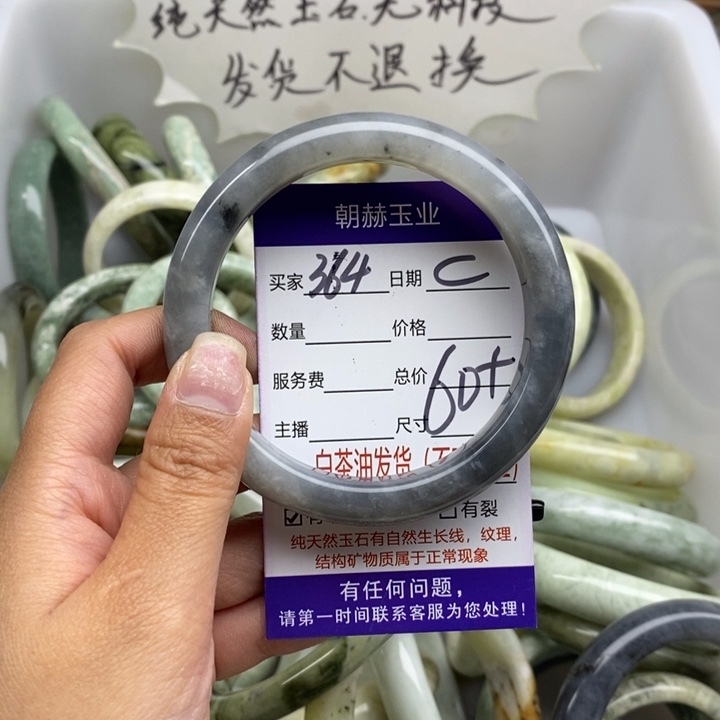 纯天然玉石.无科技
发货不退换
朝赫玉业
买家 364 日期 C
数量 价格
服务费 总价 60+
主播 尺寸
白茶油发货（不
有裂
纯天然玉石有自然生长线，纹理，
结构矿物质属于正常现象
有任何问题，
请第一时间联系客服为您处理！